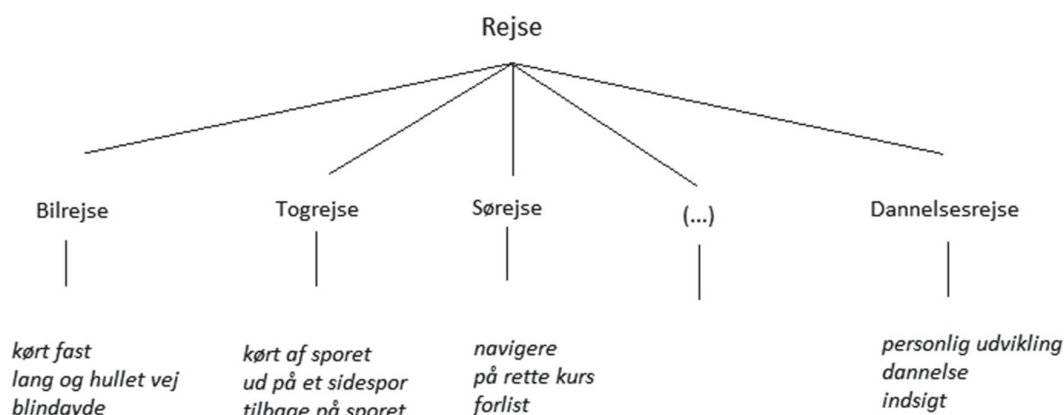 Rejse
Bilrejse
Togrejse
Sørejse
(...)
Dannelsesrejse
kørt fast
lang og hullet vej
blindgyde
kørt af sporet
ud på et sidespor
tilbage på sporet
navigere
på rette kurs
forlist
personlig udvikling
dannelse
indsigt